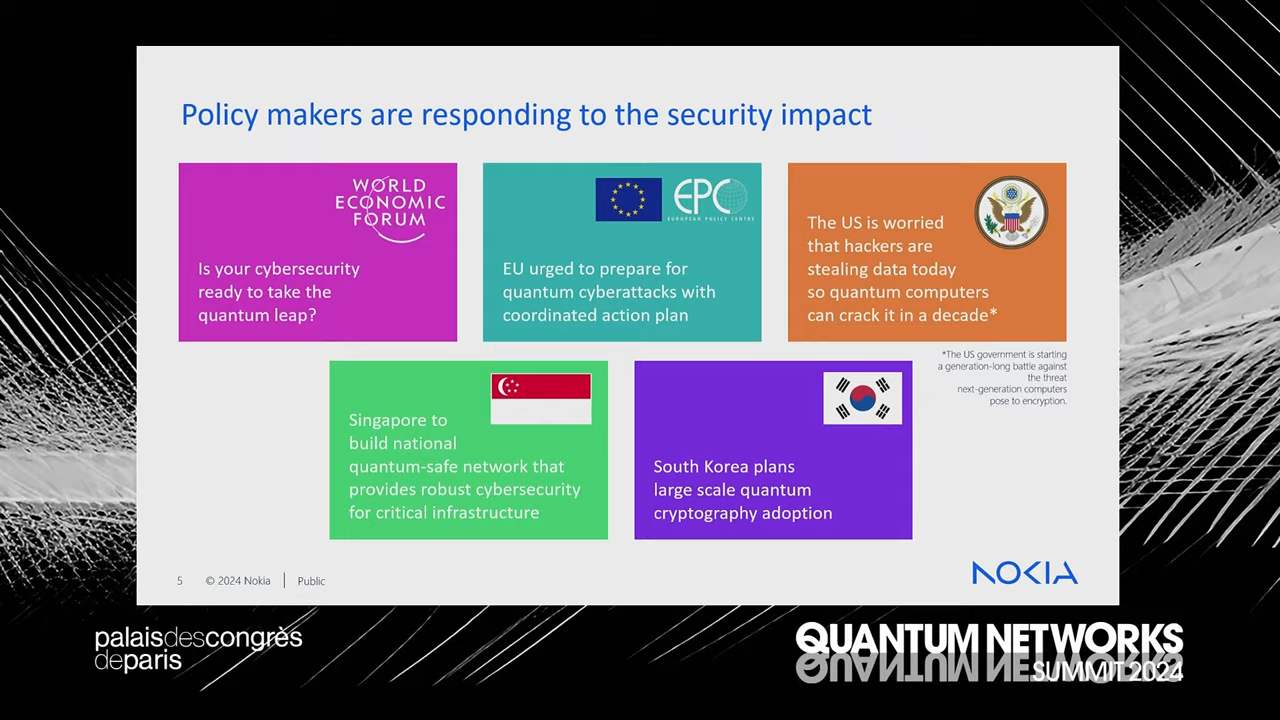 Policy makers are responding to the security impact
WORLD
ECONOMIC
FORUM
Is your cybersecurity
ready to take the
quantum leap?
EPC
EUROPEAN POLICY CENTRE
EU urged to prepare for
quantum cyberattacks with
coordinated action plan
The US is worried
that hackers are
stealing data today
so quantum computers
can crack it in a decade*
*The US government is starting
a generation-long battle against
the threat
next-generation computers
pose to encryption.
Singapore to
build national
quantum-safe network that
provides robust cybersecurity
for critical infrastructure
South Korea plans
large scale quantum
cryptography adoption
5 © 2024 Nokia | Public
NOKIA
palaisdescongrès
deparis
QUANTUM NETWORKS
SUMMIT 2024